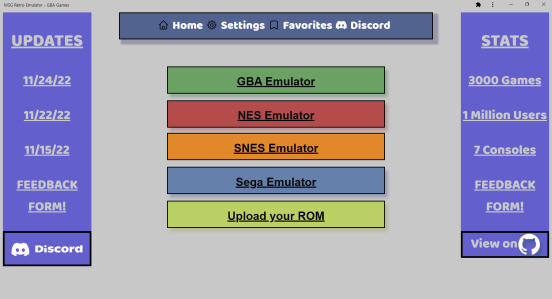 MGG Retro Emulator - GBA Games
Home Settings Favorites Discord
UPDATES
11/24/22
11/22/22
11/15/22
FEEDBACK
FORM!
Discord
GBA Emulator
NES Emulator
SNES Emulator
Sega Emulator
Upload your ROM
STATS
3000 Games
1 Million Users
7 Consoles
FEEDBACK
FORM!
View on